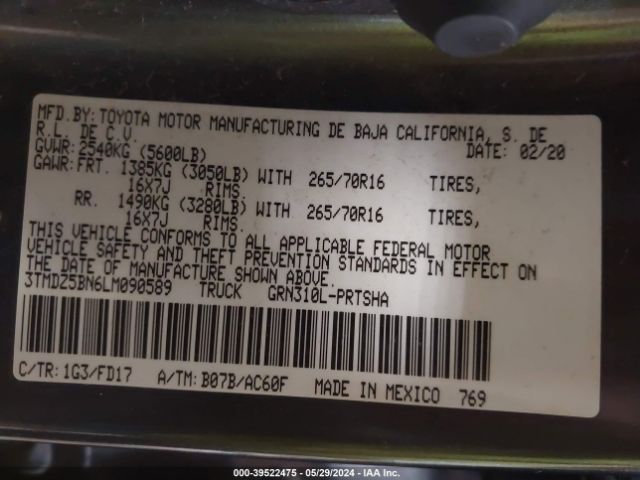 MFD.BY: TOYOTA MOTOR MANUFACTURING DE BAJA CALIFORNIA, S. DE
R.L. DE C.V. DATE: 02/20
GVWR: 2540KG (5600LB)
GAWR: FRT. 1385KG (3050LB) WITH 265/70R16 TIRES,
16X7J RIMS.
RR. 1490KG (3280LB) WITH 265/70R16 TIRES,
16X7J RIMS.
THIS VEHICLE CONFORMS TO ALL APPLICABLE FEDERAL MOTOR
VEHICLE SAFETY AND THEFT PREVENTION STANDARDS IN EFFECT ON
THE DATE OF MANUFACTURE SHOWN ABOVE.
3TMDZ5BN6LM090589 TRUCK GRN310L-PRTSHA
C/TR: 1G3/FD17 A/TM: B07B/AC60F MADE IN MEXICO 769
000-39522475 - 05/29/2024 - IAA Inc.